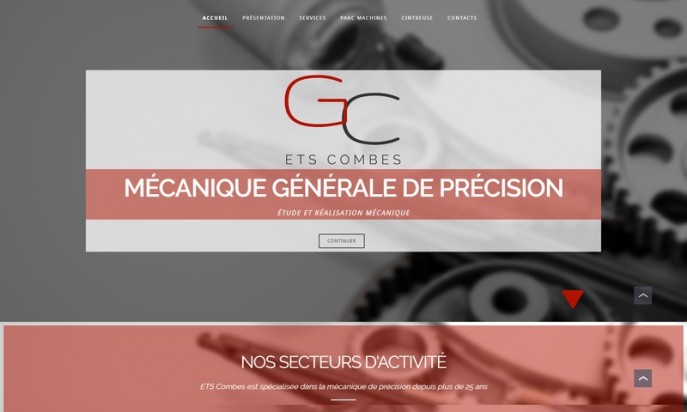 ACCUEIL PRÉSENTATION SERVICES PARC MACHINES CINTREUSE CONTACTS
GC
ETS COMBES
MÉCANIQUE GÉNÉRALE DE PRÉCISION
ÉTUDE ET RÉALISATION MÉCANIQUE
CONTINUER
NOS SECTEURS D'ACTIVITÉ
ETS Combes est spécialisée dans la mécanique de précision depuis plus de 25 ans